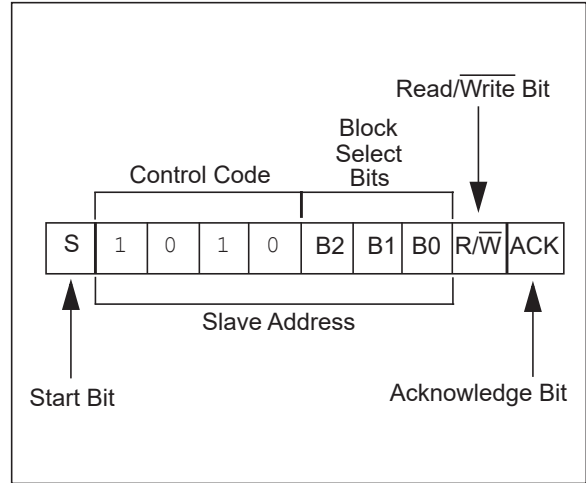 Read/Write Bit
Block
Select
Bits
Control Code
S 1 0 1 0 B2 B1 B0 R/W ACK
Slave Address
Start Bit
Acknowledge Bit